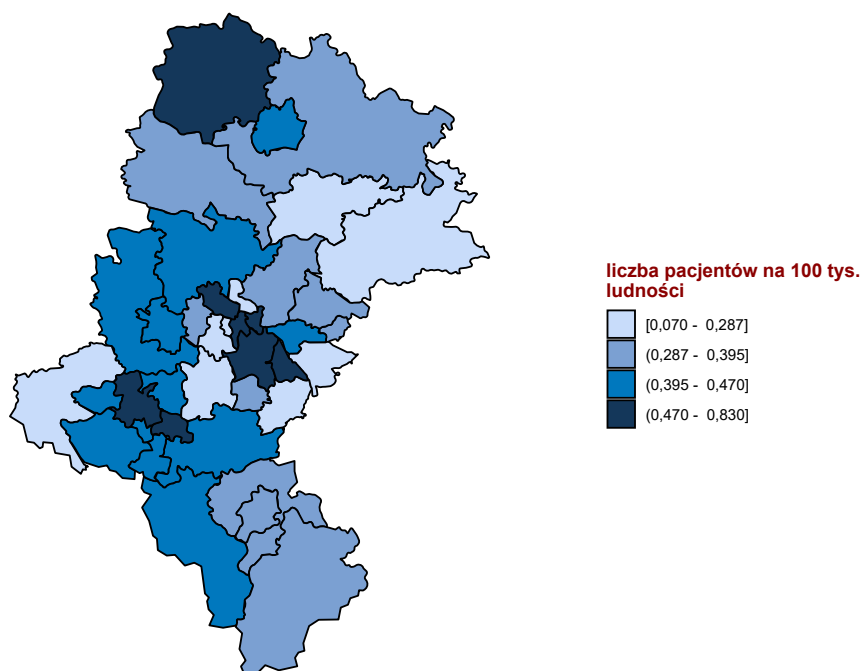 liczba pacjentów na 100 tys.
ludności
[0,070 - 0,287]
(0,287 - 0,395]
(0,395 - 0,470]
(0,470 - 0,830]